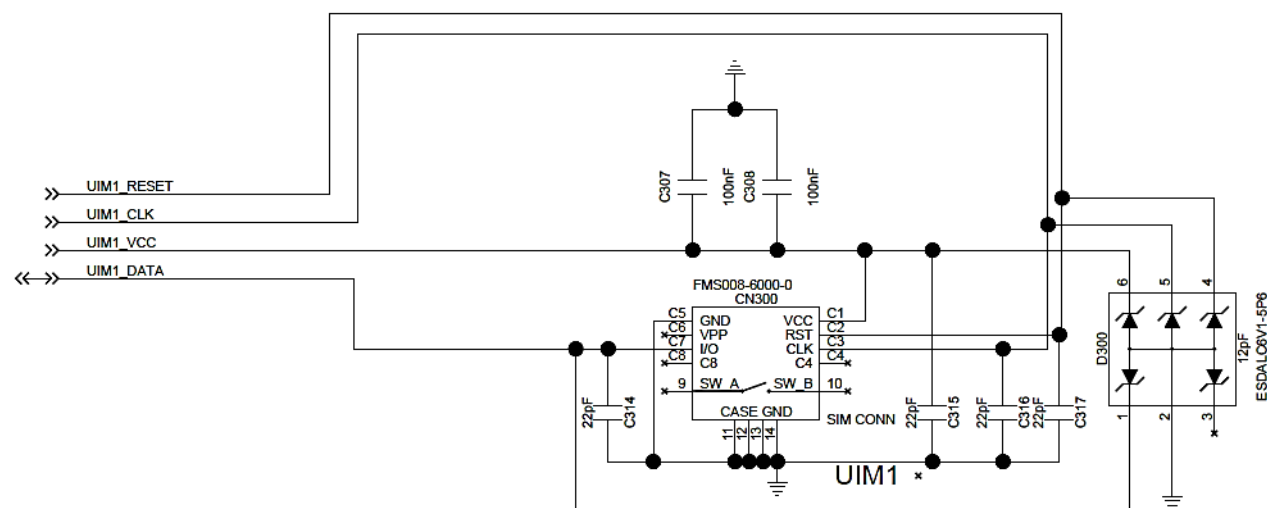 UIM1_RESET
UIM1_CLK
UIM1_VCC
UIM1_DATA
C307
100nF
C308
100nF
FMS008-6000-0
CN300
C5 GND VCC C1
C6 VPP RST C2
C7 I/O CLK C3
C8 C8 C4 C4
9 SW_A SW_B 10
CASE GND
11 12 13 14
SIM CONN
UIM1
22pF
C314
22pF
C315
22pF
C316
22pF
C317
6 5 4
D300
12pF
ESDALC6V1-5P6
1 2 3